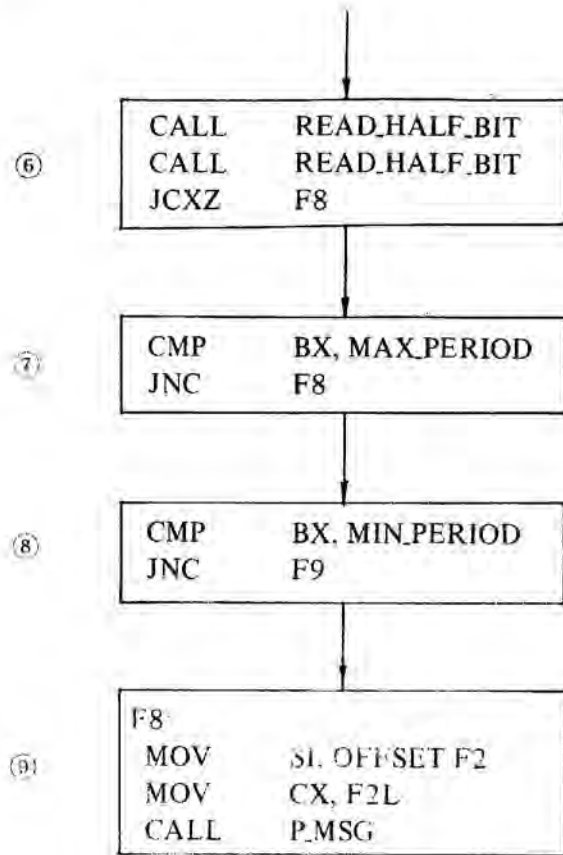 ⑥
CALL READ_HALF_BIT
CALL READ_HALF_BIT
JCXZ F8
⑦
CMP BX, MAX_PERIOD
JNC F8
⑧
CMP BX, MIN_PERIOD
JNC F9
⑨
F8
MOV SI, OFFSET F2
MOV CX, F2L
CALL P_MSG